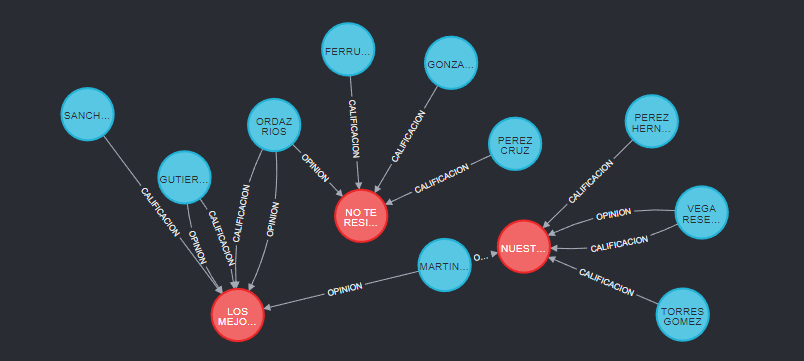 FERRU...
GONZA...
SANCH...
ORDAZ
RIOS
PEREZ
HERN...
PEREZ
CRUZ
GUTIER...
CALIFICACION
CALIFICACION
OPINION
CALIFICACION
CALIFICACION
CALIFICACION
NO TE
RESI...
VEGA
RESE...
OPINION
CALIFICACION
OPINION
CALIFICACION
CALIFICACION
OPINION
NUEST...
CALIFICACION
O...
MARTIN...
CALIFICACION
OPINION
LOS
MEJO...
TORRES
GOMEZ